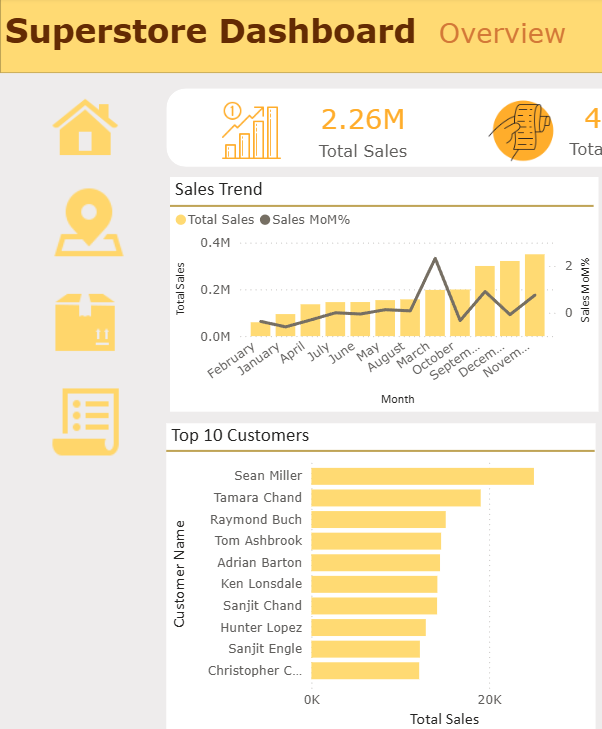 Superstore Dashboard Overview
1
2.26M
Total Sales
4
Tota
Sales Trend
Total Sales Sales MoM%
0.4M
0.2M
0.0M
Total Sales
2
0
Sales MoM%
February January April July June May August March October Septem... Decem... Novem...
Month
Top 10 Customers
Customer Name
Sean Miller
Tamara Chand
Raymond Buch
Tom Ashbrook
Adrian Barton
Ken Lonsdale
Sanjit Chand
Hunter Lopez
Sanjit Engle
Christopher C...
0K 20K
Total Sales